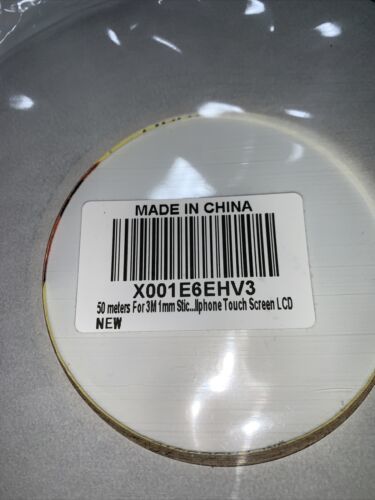 MADE IN CHINA
X001E6EHV3
50 meters For 3M 1mm Stic...Iiphone Touch Screen LCD
NEW